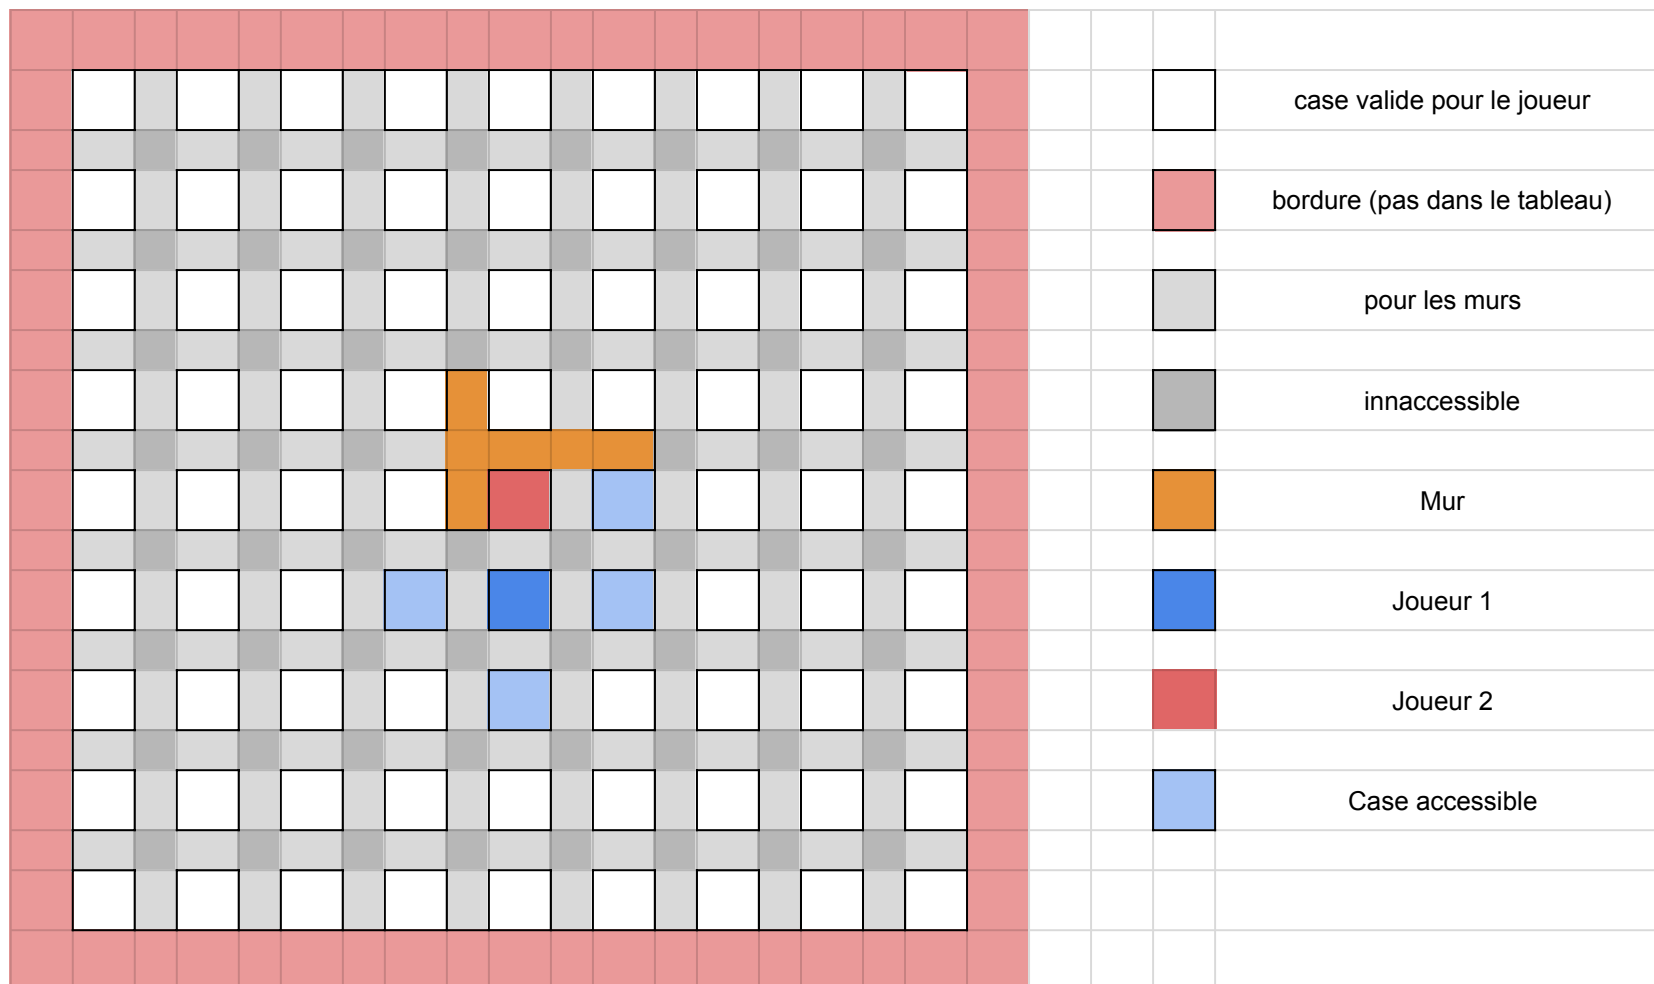 case valide pour le joueur
bordure (pas dans le tableau)
pour les murs
innaccessible
Mur
Joueur 1
Joueur 2
Case accessible